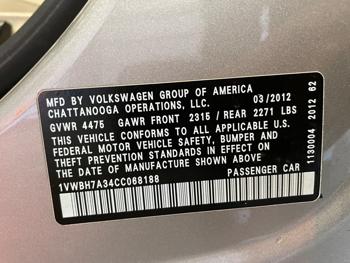 MFD BY VOLKSWAGEN GROUP OF AMERICA
CHATTANOOGA OPERATIONS, LLC. 03/2012
GVWR 4475 GAWR FRONT 2315 / REAR 2271 LBS
THIS VEHICLE CONFORMS TO ALL APPLICABLE U.S.
FEDERAL MOTOR VEHICLE SAFETY, BUMPER AND
THEFT PREVENTION STANDARDS IN EFFECT ON
THE DATE OF MANUFACTURE SHOWN ABOVE
1VWBH7A34CC068188 PASSENGER CAR
1130004 2012 62